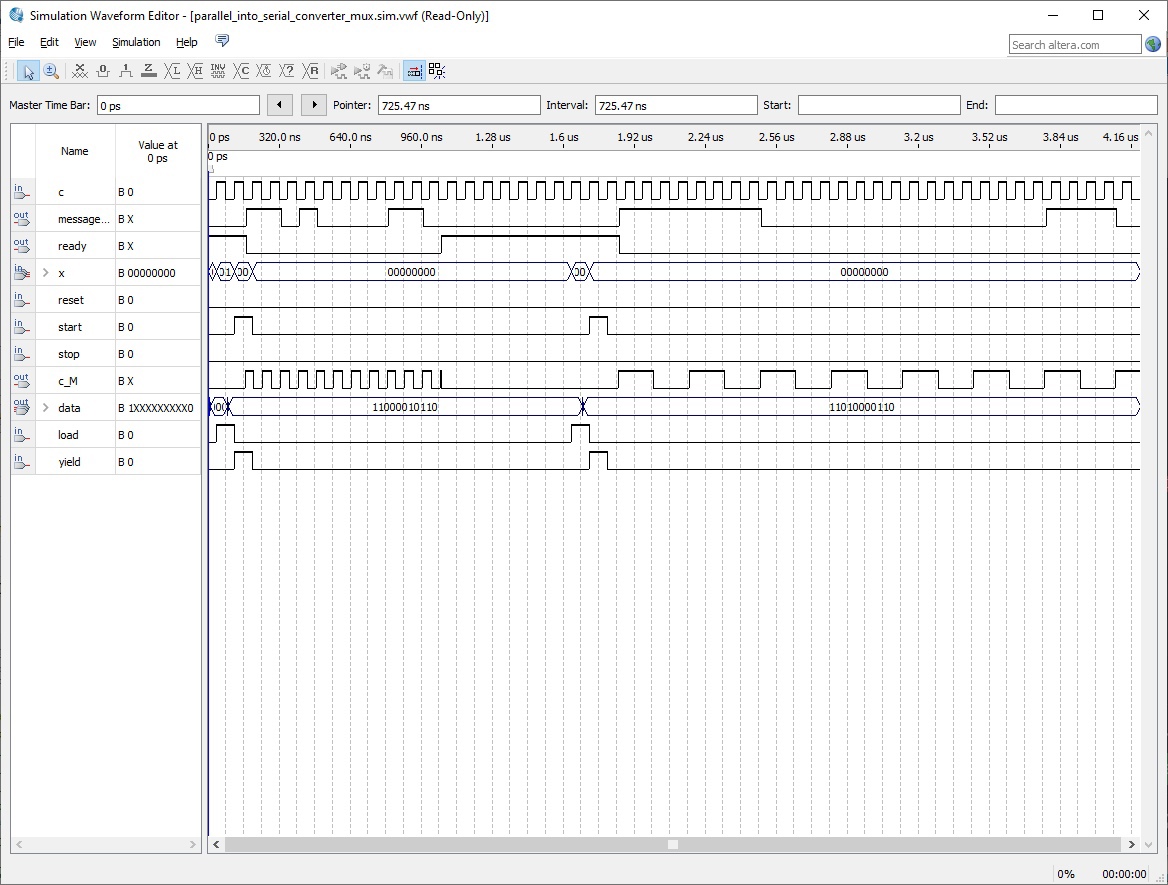 Simulation Waveform Editor - [parallel_into_serial_converter_mux.sim.vwf (Read-Only)]
File Edit View Simulation Help
Search altera.com
Master Time Bar: 0 ps Pointer: 725.47 ns Interval: 725.47 ns Start: End:
Name Value at 0 ps
0 ps 320.0 ns 640.0 ns 960.0 ns 1.28 us 1.6 us 1.92 us 2.24 us 2.56 us 2.88 us 3.2 us 3.52 us 3.84 us 4.16 us
0 ps
in c B 0
out message... B X
out ready B X
in x B 00000000 01 00 00000000 00 00000000
in reset B 0
in start B 0
in stop B 0
out c_M B X
out data B 1XXXXXXXXX0 00 11000010110 11010000110
in load B 0
in yield B 0
0% 00:00:00